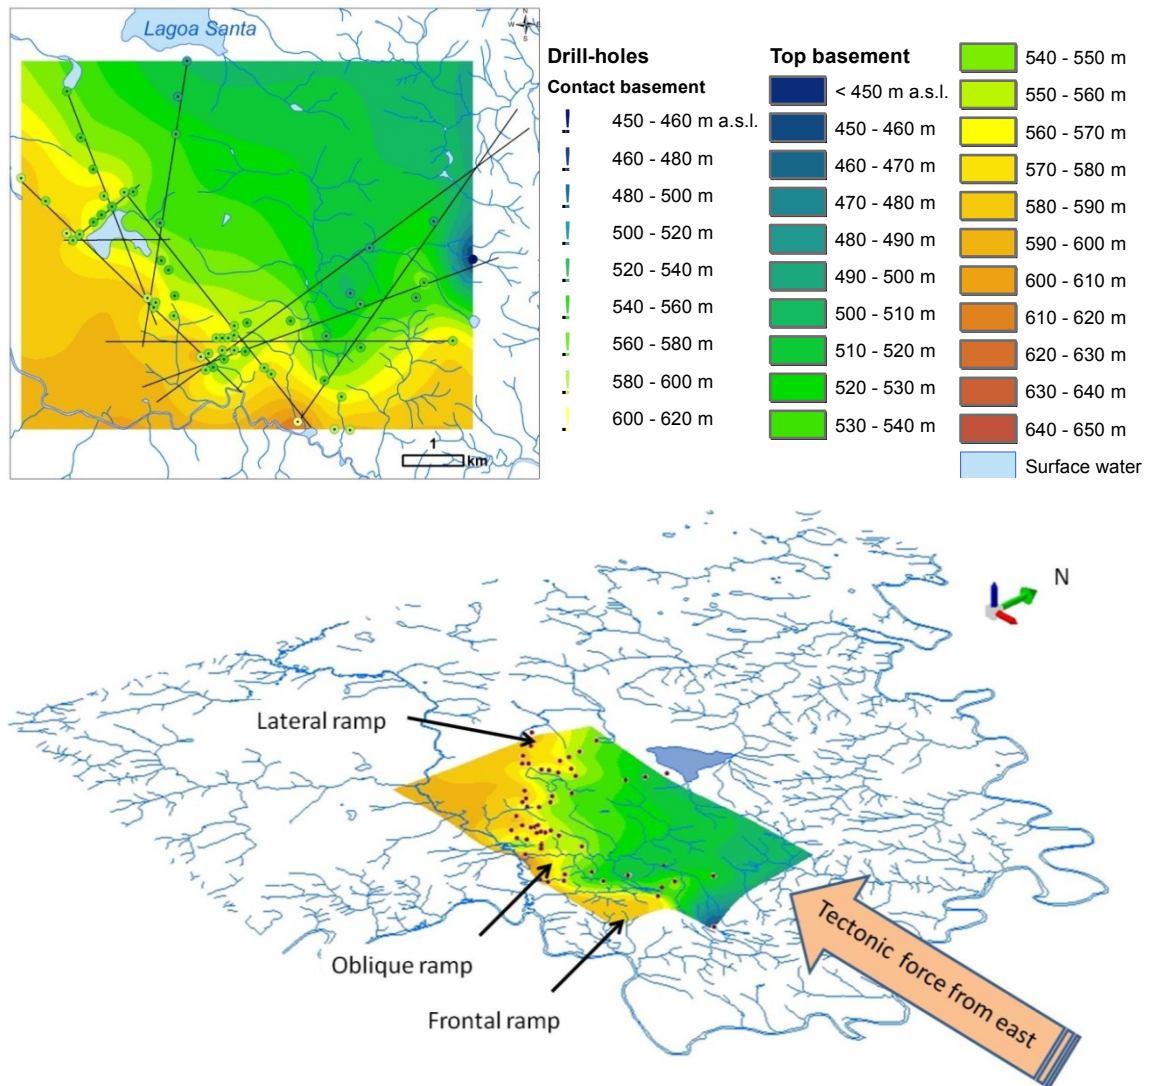 Lagoa Santa
N
W
E
S
1
km
Drill-holes
Contact basement
450 - 460 m a.s.l.
460 - 480 m
480 - 500 m
500 - 520 m
520 - 540 m
540 - 560 m
560 - 580 m
580 - 600 m
600 - 620 m
Top basement
< 450 m a.s.l.
450 - 460 m
460 - 470 m
470 - 480 m
480 - 490 m
490 - 500 m
500 - 510 m
510 - 520 m
520 - 530 m
530 - 540 m
540 - 550 m
550 - 560 m
560 - 570 m
570 - 580 m
580 - 590 m
590 - 600 m
600 - 610 m
610 - 620 m
620 - 630 m
630 - 640 m
640 - 650 m
Surface water
N
Lateral ramp
Oblique ramp
Frontal ramp
Tectonic force from east